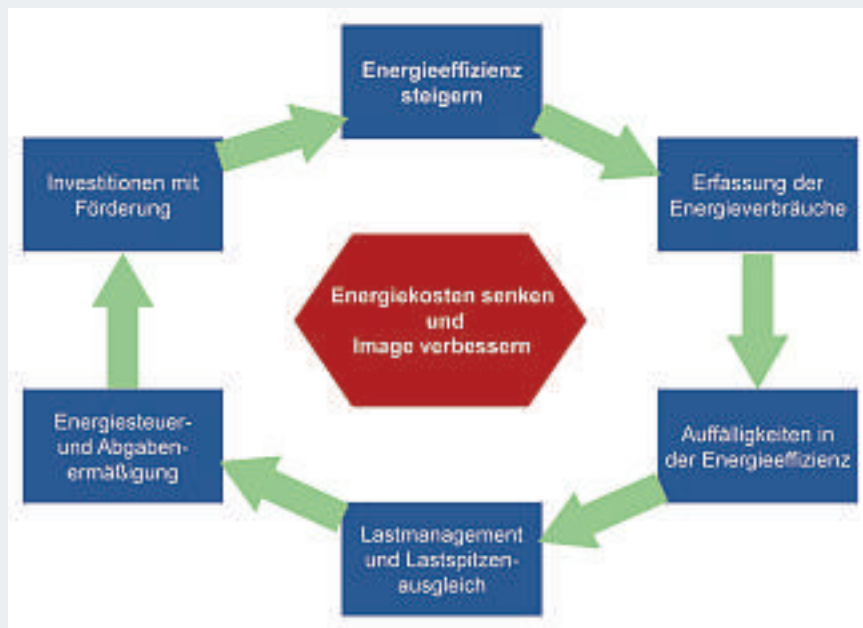 Energieeffizienz
steigern
Erfassung der
Energieverbräuche
Auffälligkeiten in
der Energieeffizienz
Lastmanagement
und Lastspitzen-
ausgleich
Energiesteuer-
und Abgaben-
ermäßigung
Investitionen mit
Förderung
Energiekosten senken
und
Image verbessern